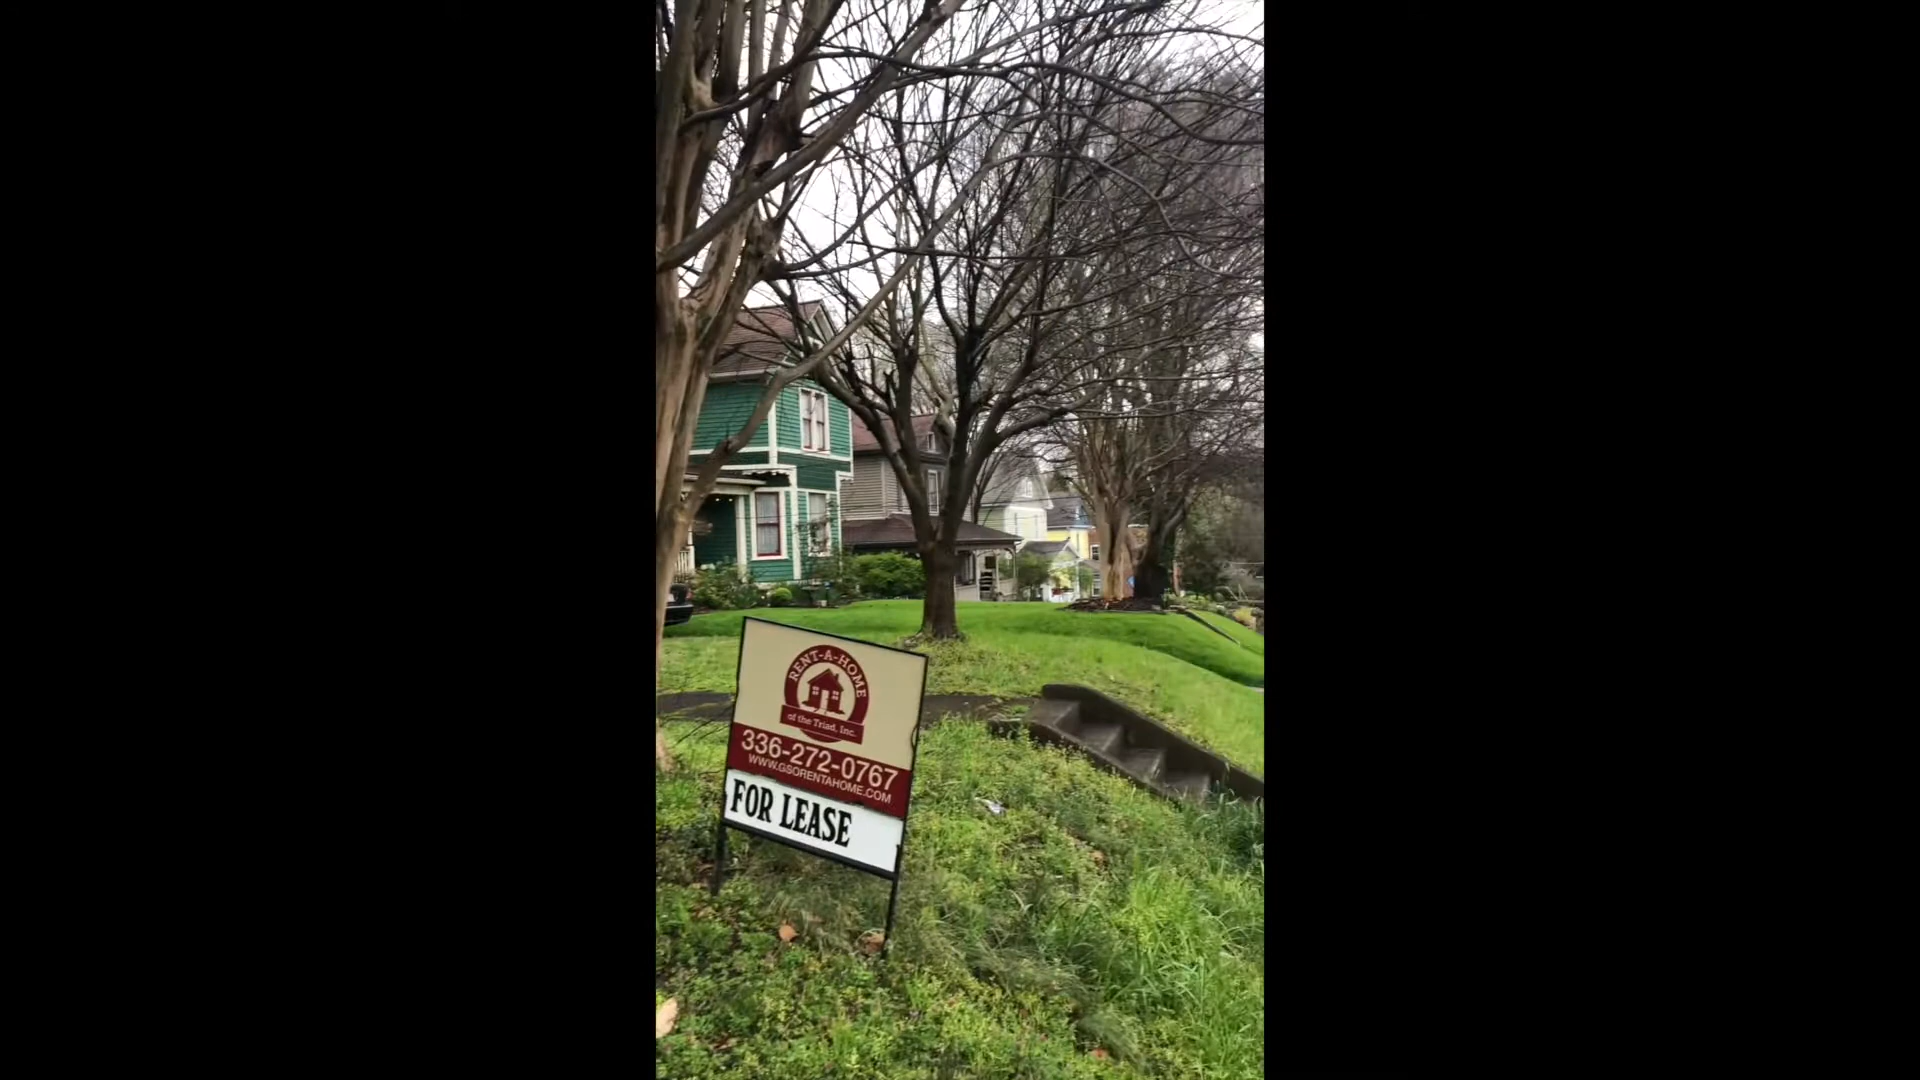 RENT-A-HOME
of the Triad, Inc.
336-272-0767
WWW.GSORENTAHOME.COM
FOR LEASE